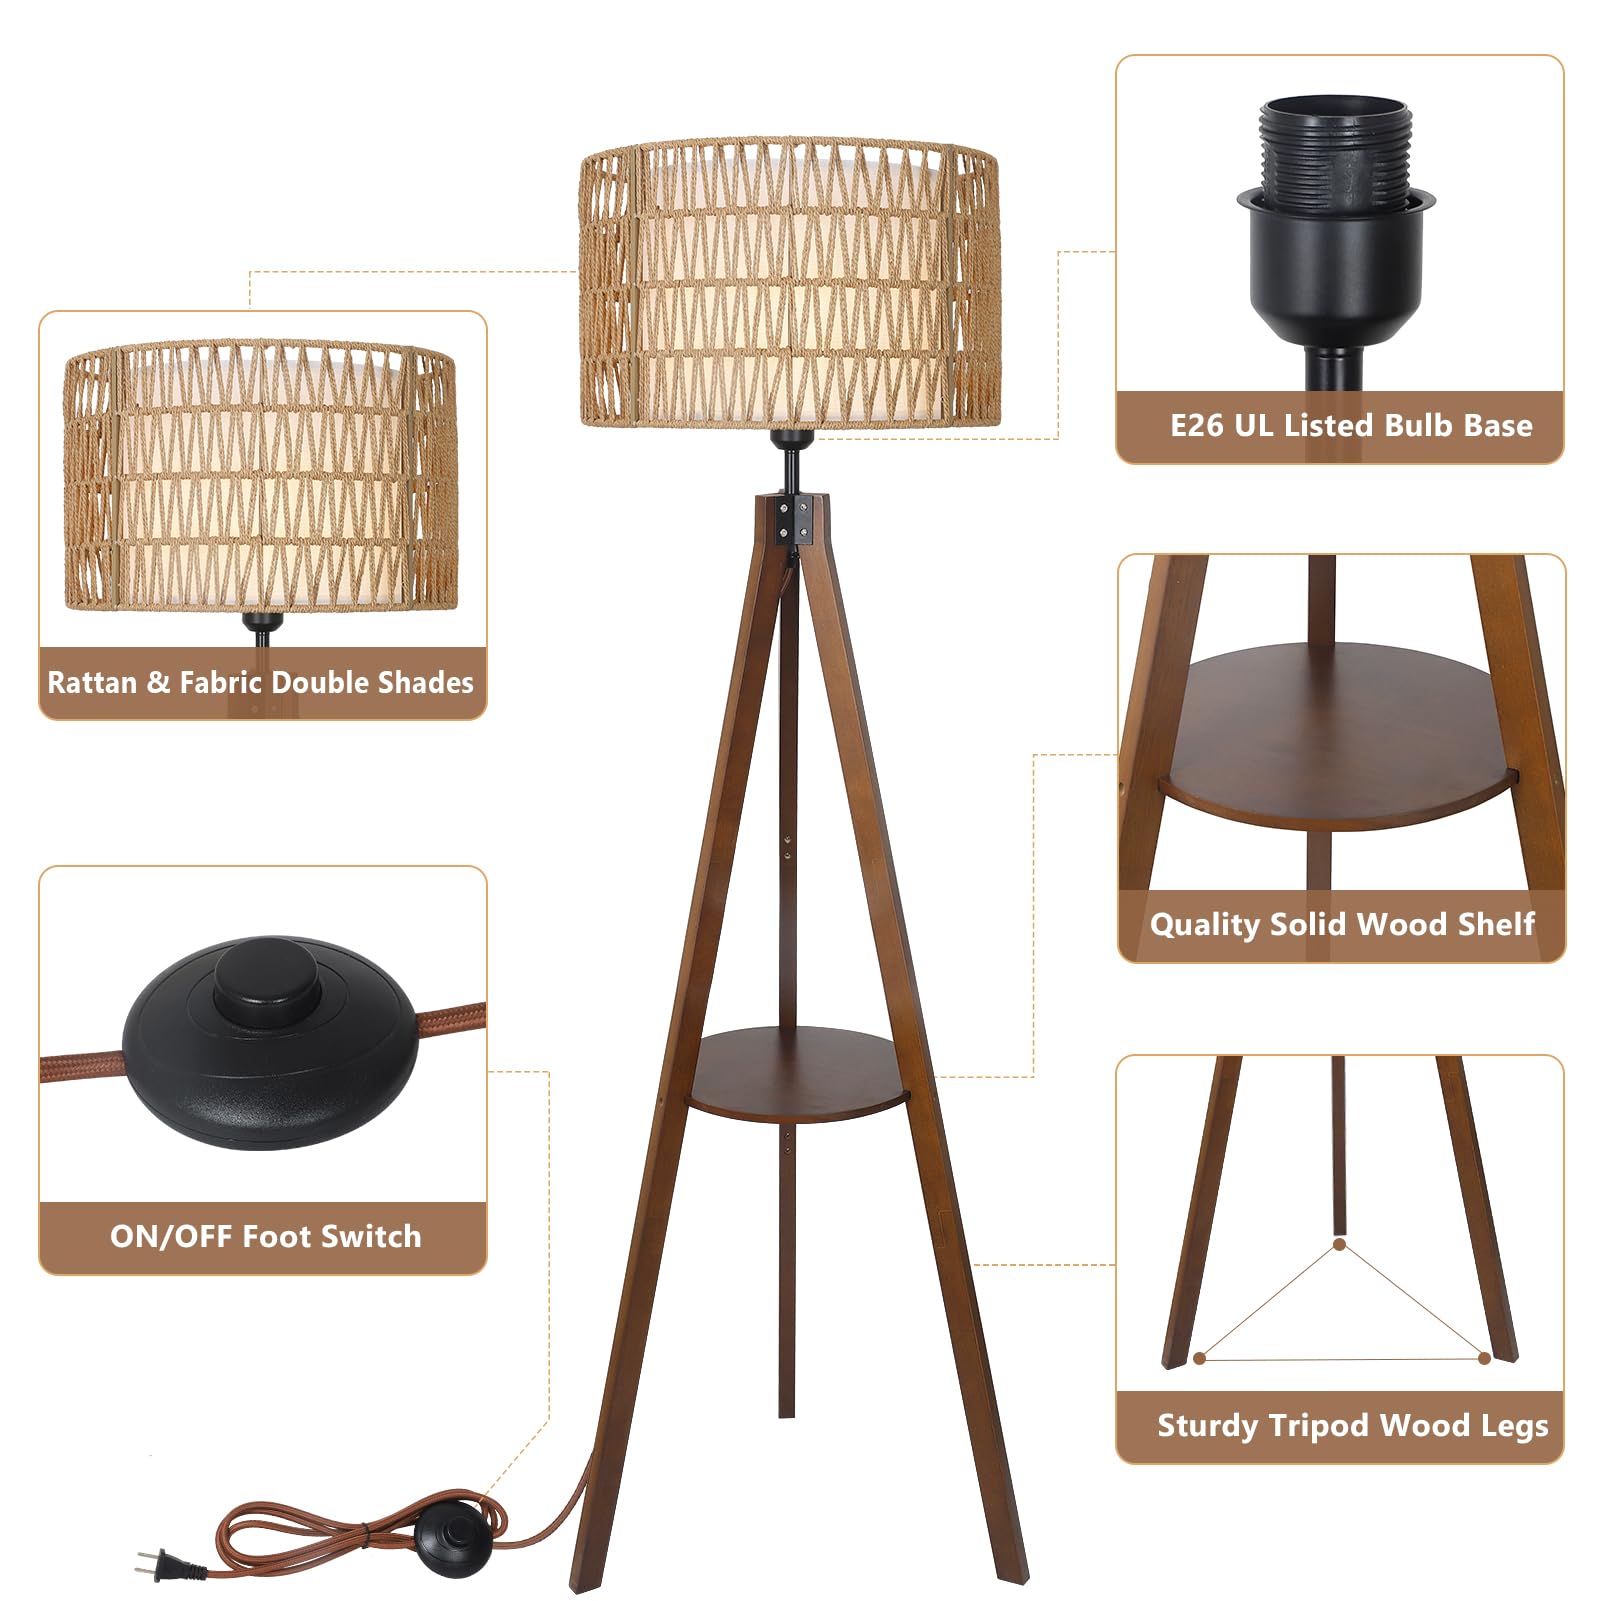 E26 UL Listed Bulb Base
Rattan & Fabric Double Shades
Quality Solid Wood Shelf
ON/OFF Foot Switch
Sturdy Tripod Wood Legs